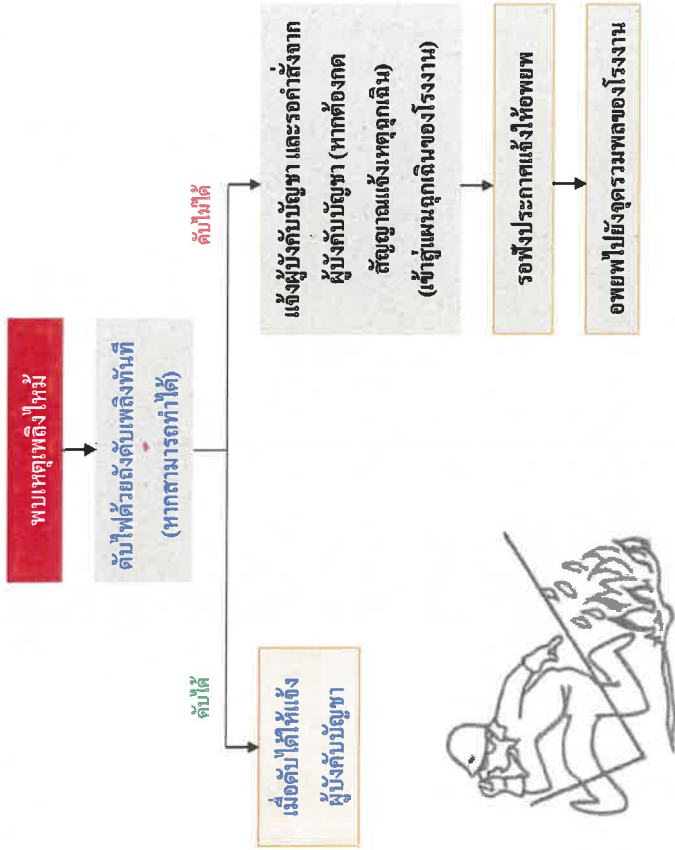 พบเหตุเพลิงไหม้
ดับไฟด้วยถังดับเพลิงทันที
(หากสามารถทำได้)
ดับได้
ดับไม่ได้
เมื่อดับได้ให้แจ้ง
ผู้บังคับบัญชา
แจ้งผู้บังคับบัญชา และรอคำสั่งจาก
ผู้บังคับบัญชา (หากต้องกด
สัญญาณแจ้งเหตุฉุกเฉิน)
(เข้าสู่แผนฉุกเฉินของโรงงาน)
รอฟังประกาศแจ้งให้อพยพ
อพยพไปยังจุดรวมพลของโรงงาน